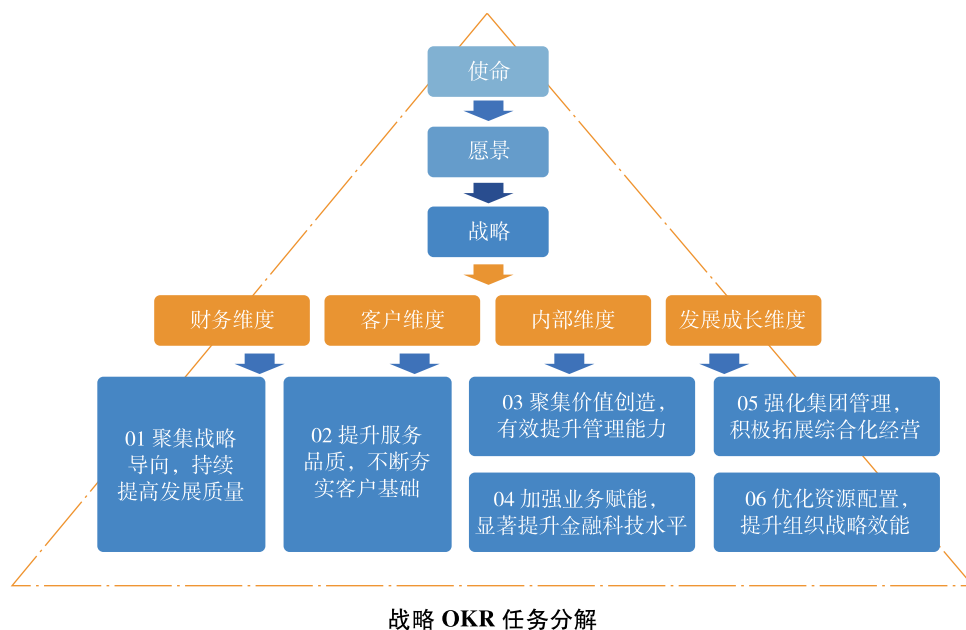 使命
愿景
战略
财务维度
客户维度
内部维度
发展成长维度
01 聚集战略
导向，持续
提高发展质量
02 提升服务
品质，不断夯
实客户基础
03 聚集价值创造，
有效提升管理能力
04 加强业务赋能，
显著提升金融科技水平
05 强化集团管理，
积极拓展综合化经营
06 优化资源配置，
提升组织战略效能
战略 OKR 任务分解